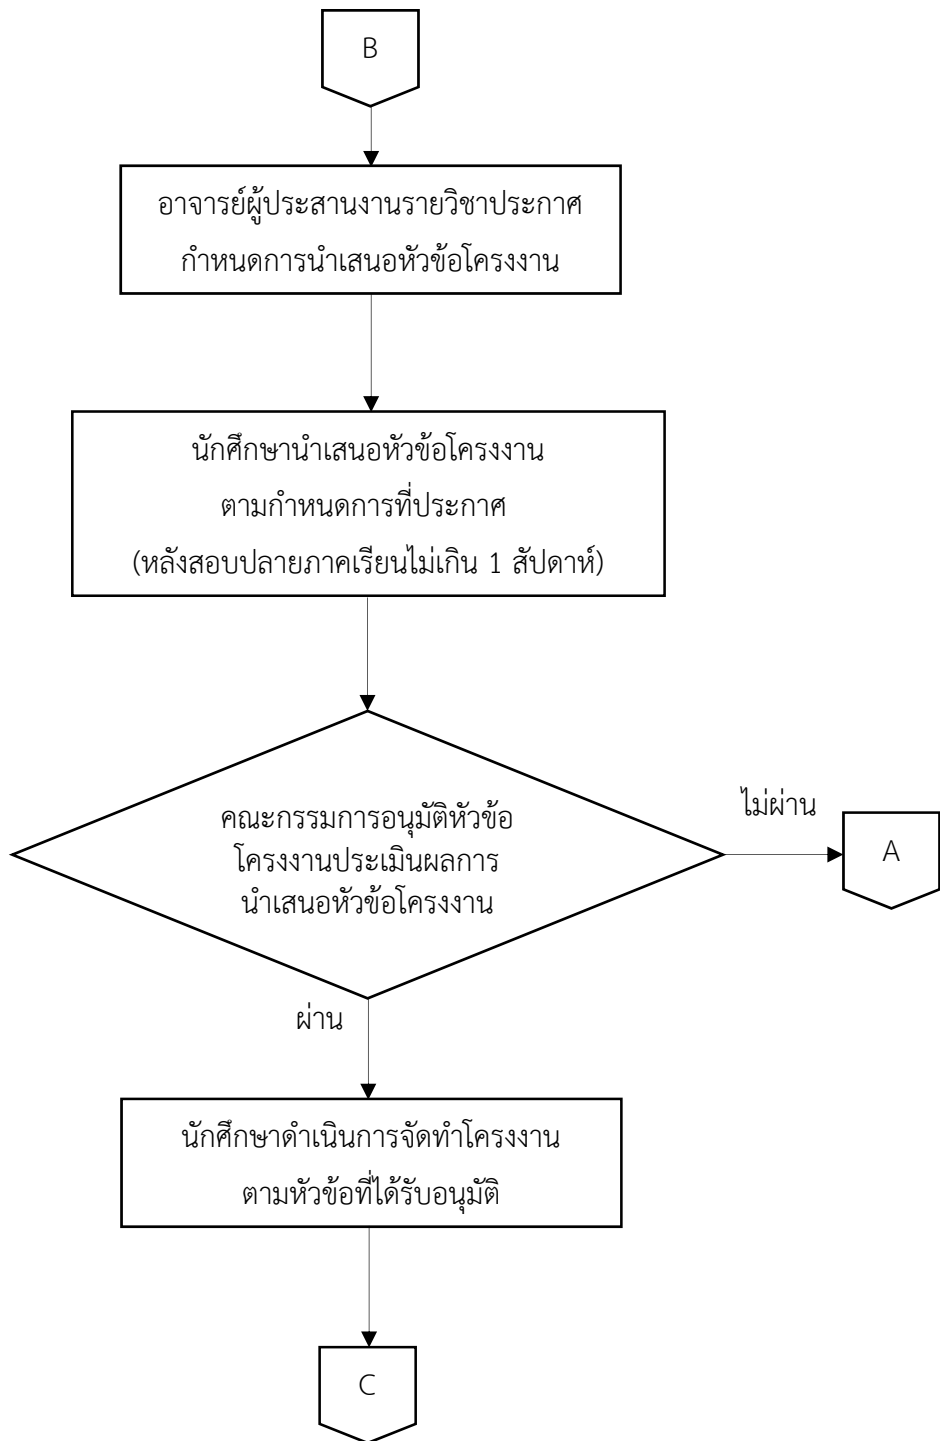 B
อาจารย์ผู้ประสานงานรายวิชาประกาศ
กำหนดการนำเสนอหัวข้อโครงงาน
นักศึกษานำเสนอหัวข้อโครงงาน
ตามกำหนดการที่ประกาศ
(หลังสอบปลายภาคเรียนไม่เกิน 1 สัปดาห์)
คณะกรรมการอนุมัติหัวข้อ
โครงงานประเมินผลการ
นำเสนอหัวข้อโครงงาน
ไม่ผ่าน
A
ผ่าน
นักศึกษาดำเนินการจัดทำโครงงาน
ตามหัวข้อที่ได้รับอนุมัติ
C